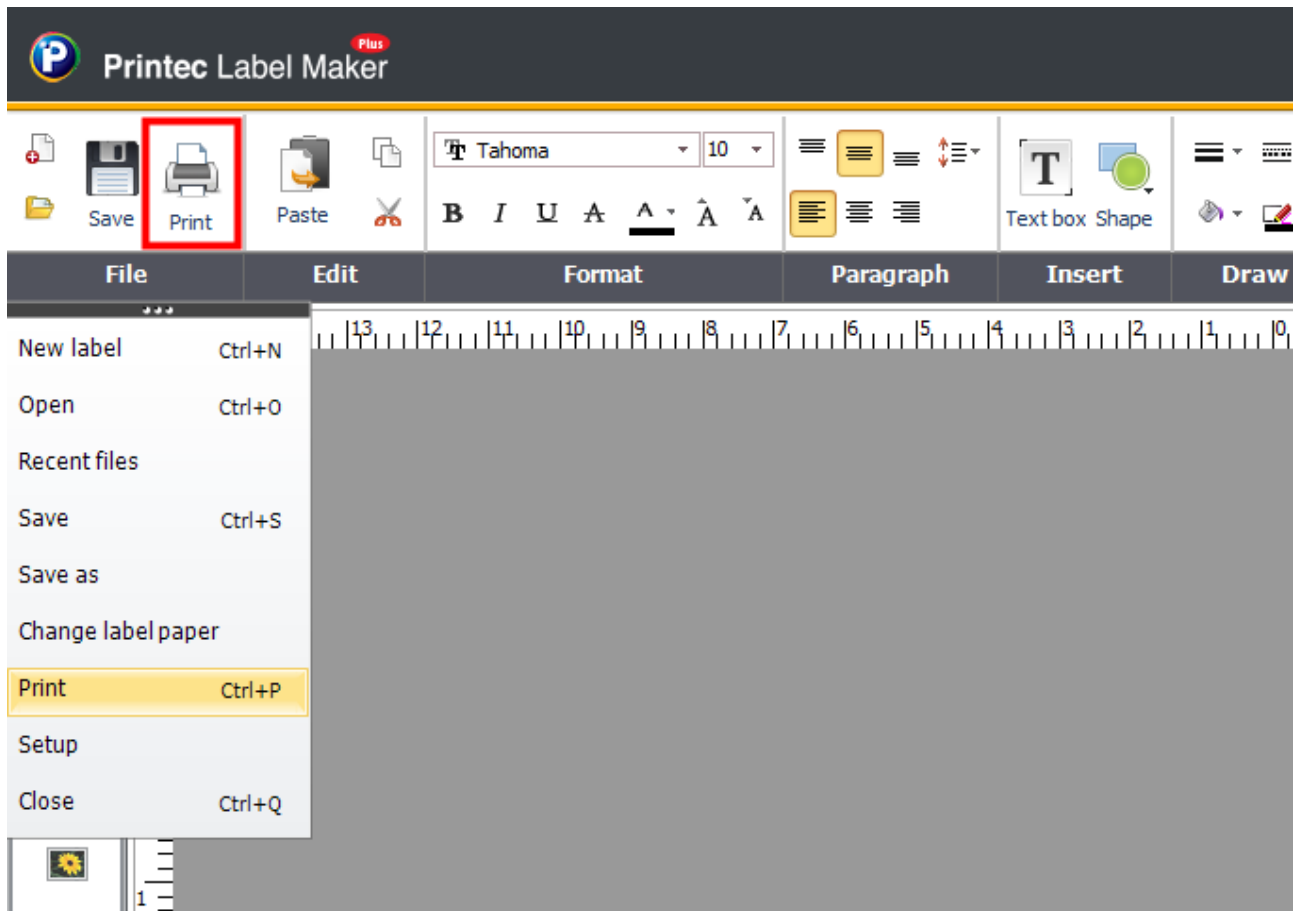 Plus
Printec Label Maker
Tahoma 10
Save Print Paste
B I U A A A A
T
Text box Shape
File Edit Format Paragraph Insert Draw
13 12 11 10 9 8 7 6 5 4 3 2 1 0
New label Ctrl+N
Open Ctrl+O
Recent files
Save Ctrl+S
Save as
Change label paper
Print Ctrl+P
Setup
Close Ctrl+Q
1